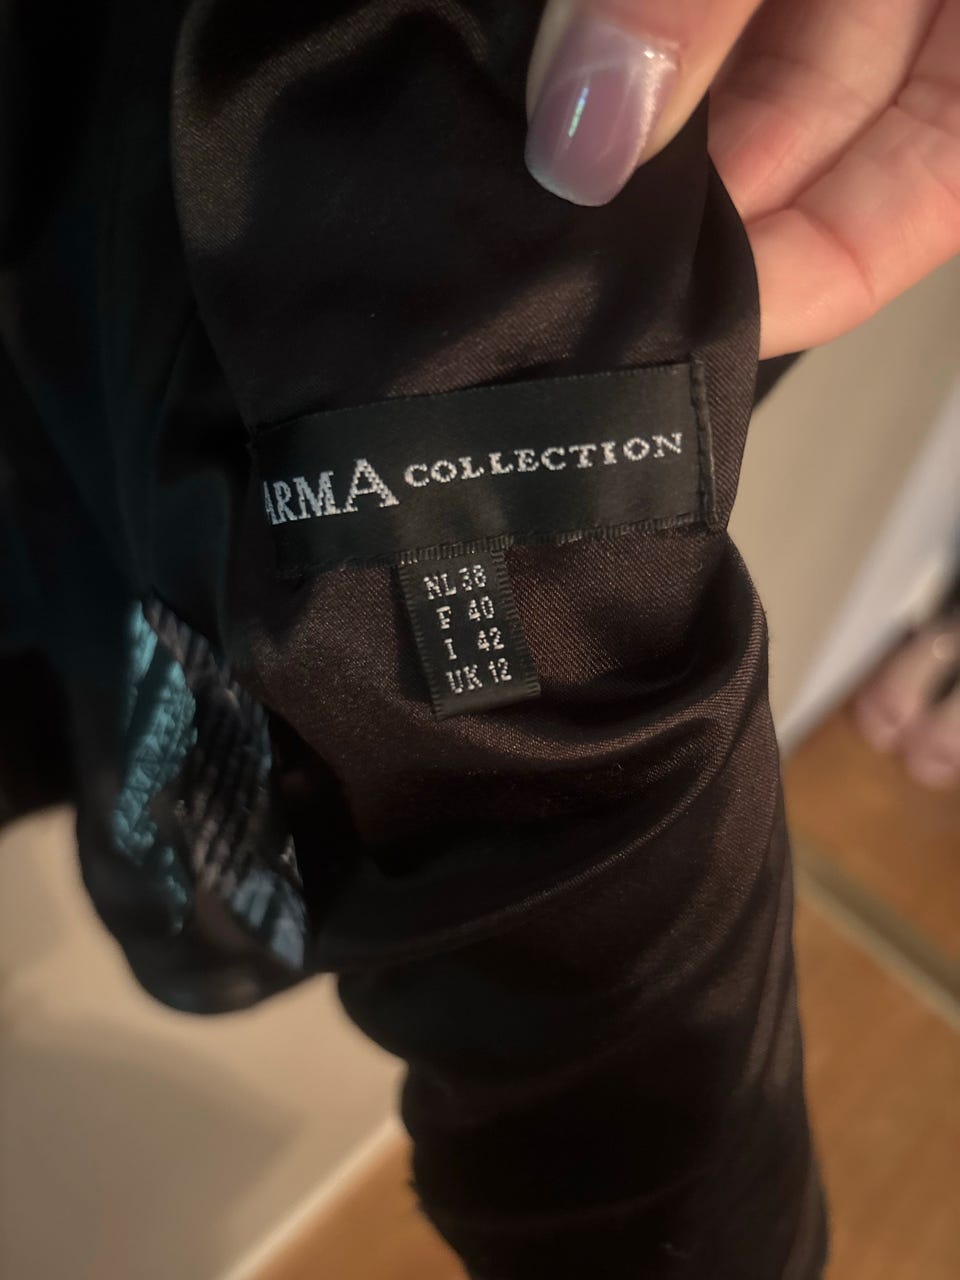 ARMA COLLECTION
NL 38
F 40
I 42
UK 12